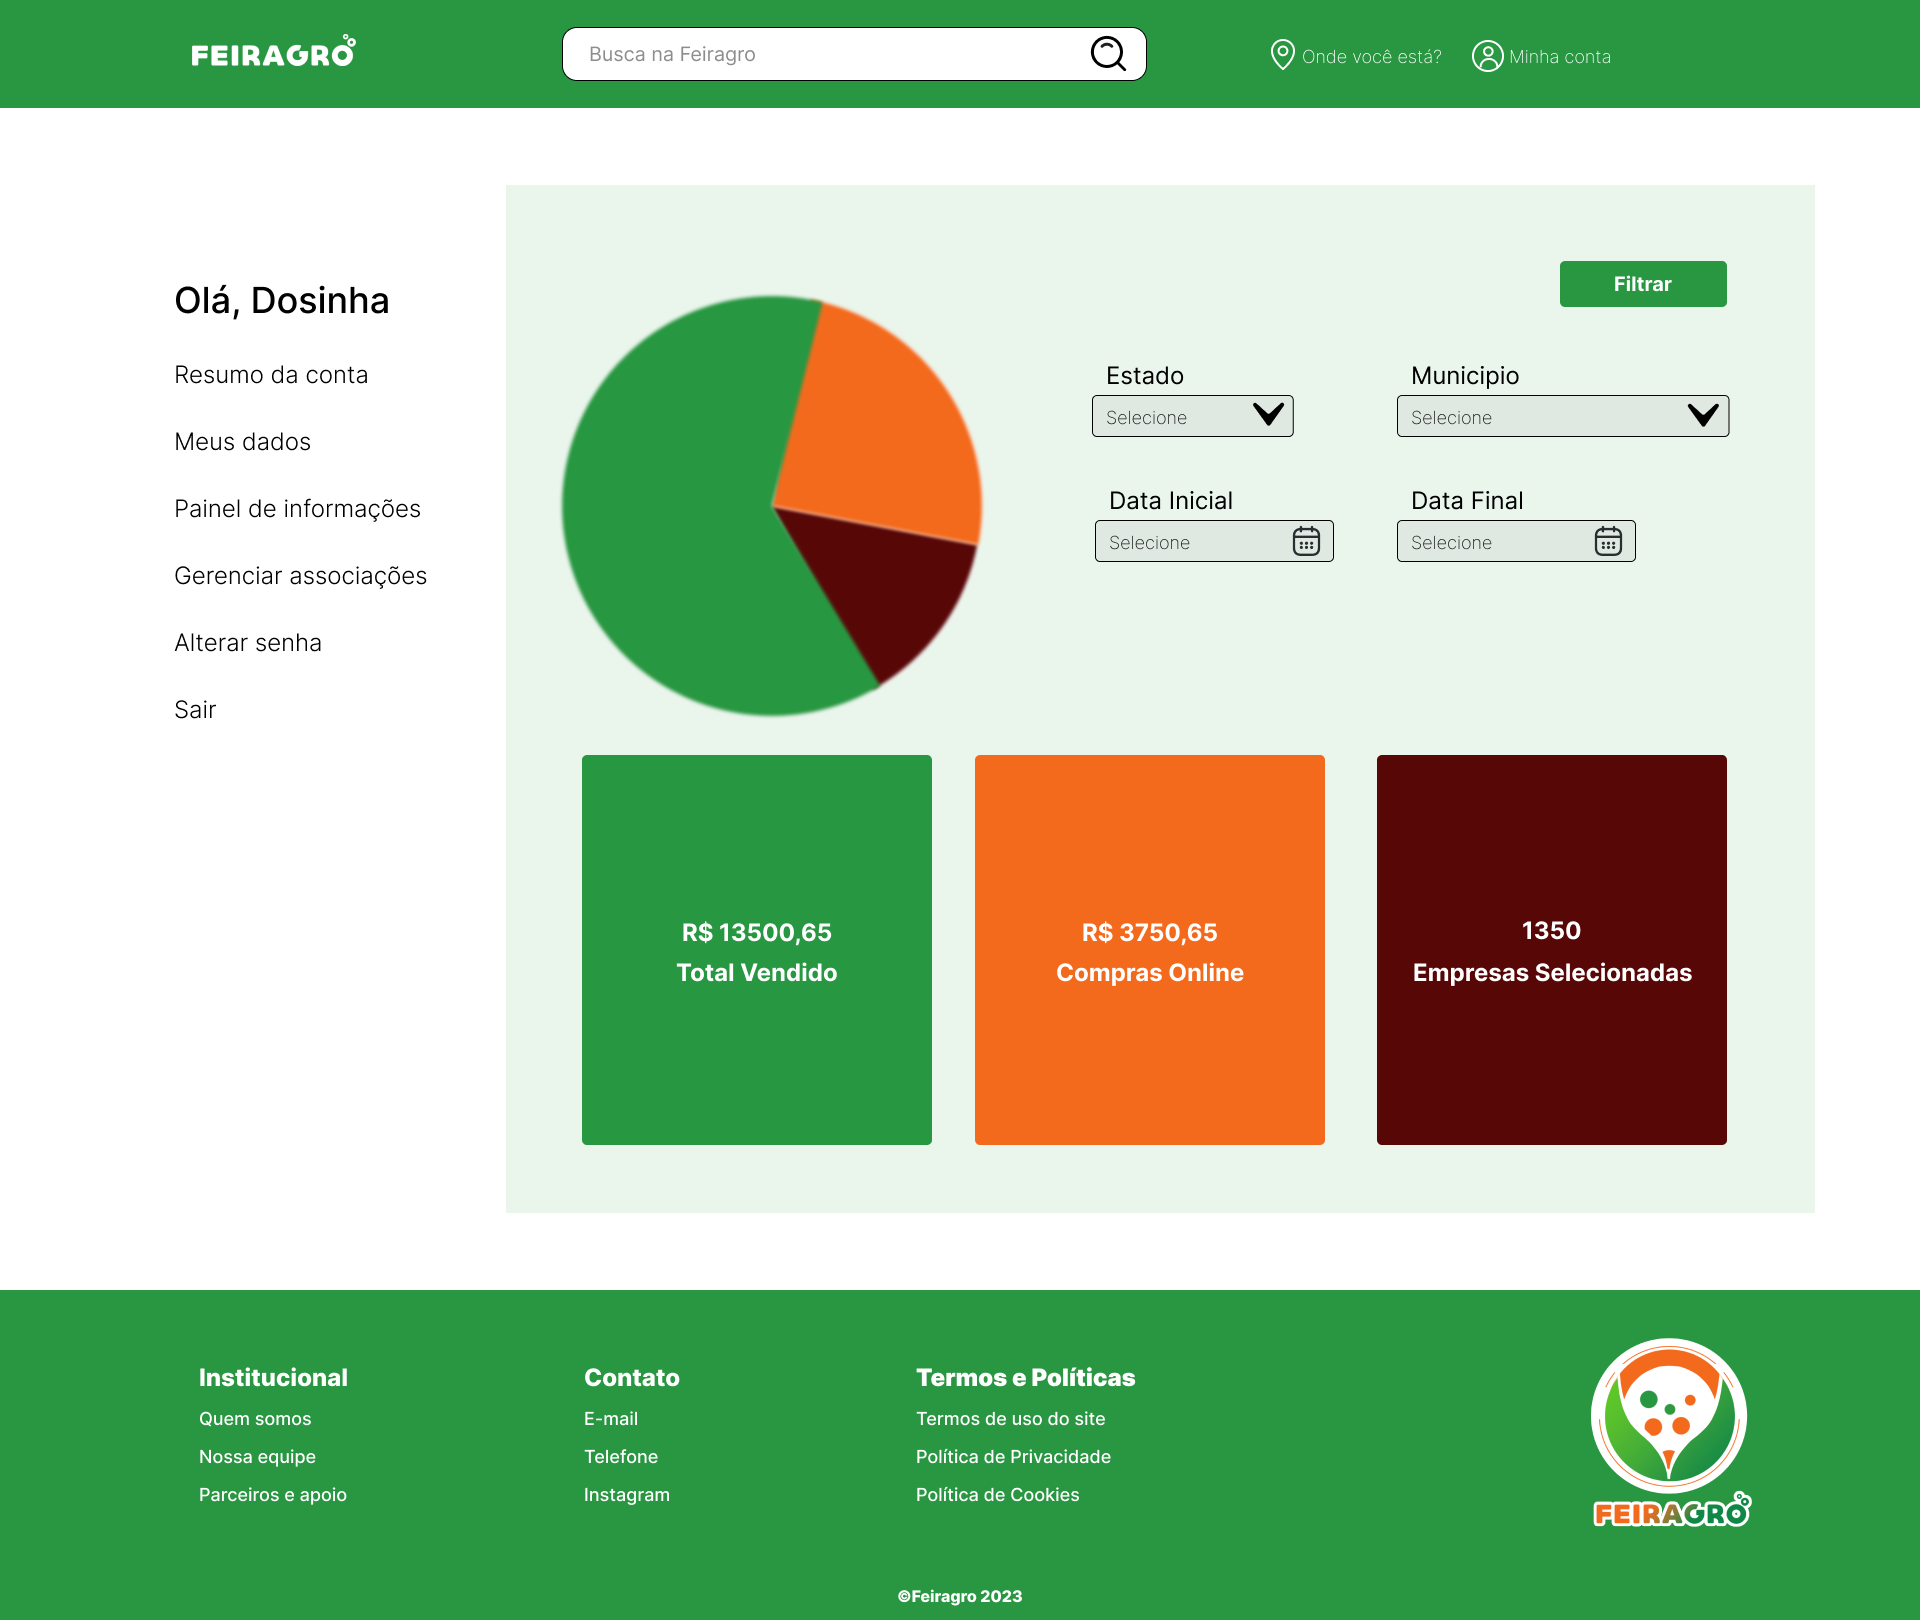 FEIRAGRO
Busca na Feiragro
Onde você está?
Minha conta
Olá, Dosinha
Resumo da conta
Meus dados
Painel de informações
Gerenciar associações
Alterar senha
Sair
Filtrar
Estado
Municipio
Selecione
Selecione
Data Inicial
Data Final
Selecione
Selecione
R$ 13500,65
Total Vendido
R$ 3750,65
Compras Online
1350
Empresas Selecionadas
Institucional
Quem somos
Nossa equipe
Parceiros e apoio
Contato
E-mail
Telefone
Instagram
Termos e Políticas
Termos de uso do site
Política de Privacidade
Política de Cookies
FEIRAGRO
©Feiragro 2023